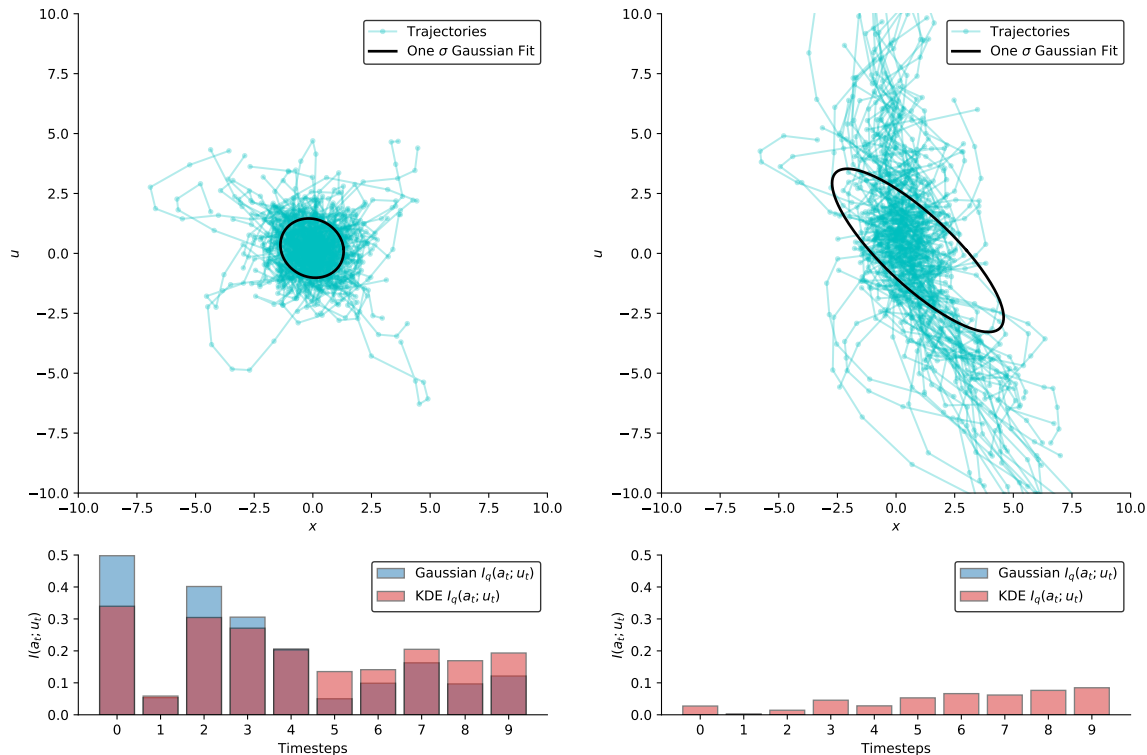 10.0
7.5
5.0
2.5
0.0
−2.5
−5.0
−7.5
−10.0
u
−10.0 −7.5 −5.0 −2.5 0.0 2.5 5.0 7.5 10.0
x
Trajectories
One σ Gaussian Fit
10.0
7.5
5.0
2.5
0.0
−2.5
−5.0
−7.5
−10.0
u
−10.0 −7.5 −5.0 −2.5 0.0 2.5 5.0 7.5 10.0
x
Trajectories
One σ Gaussian Fit
0.5
0.4
0.3
0.2
0.1
0.0
I(a_t; u_t)
Gaussian I_q(a_t; u_t)
KDE I_q(a_t; u_t)
0 1 2 3 4 5 6 7 8 9
Timesteps
0.5
0.4
0.3
0.2
0.1
0.0
I(a_t; u_t)
Gaussian I_q(a_t; u_t)
KDE I_q(a_t; u_t)
0 1 2 3 4 5 6 7 8 9
Timesteps